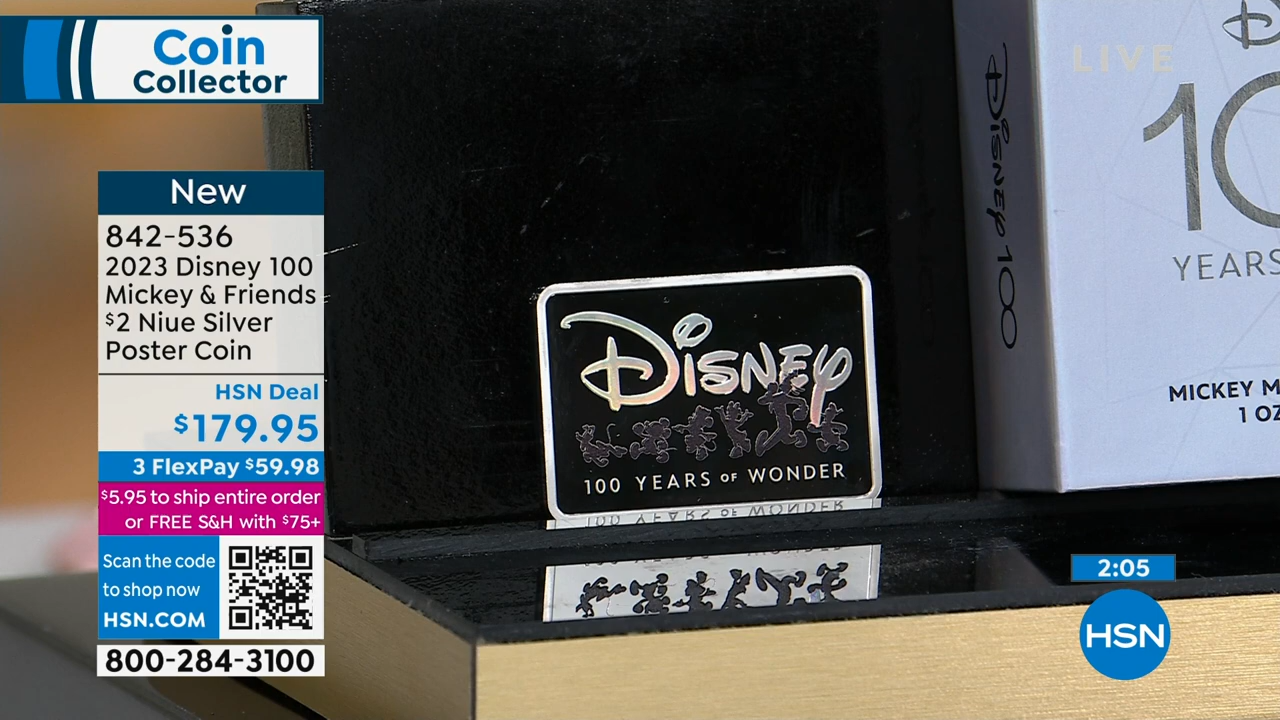 Coin
Collector
New
842-536
2023 Disney 100
Mickey & Friends
$2 Niue Silver
Poster Coin
HSN Deal
$179.95
3 FlexPay $59.98
$5.95 to ship entire order
or FREE S&H with $75+
Scan the code
to shop now
HSN.COM
800-284-3100
Disney
100 YEARS OF WONDER
Disney100
LIVE
YEARS
MICKEY M
1 OZ
2:05
HSN